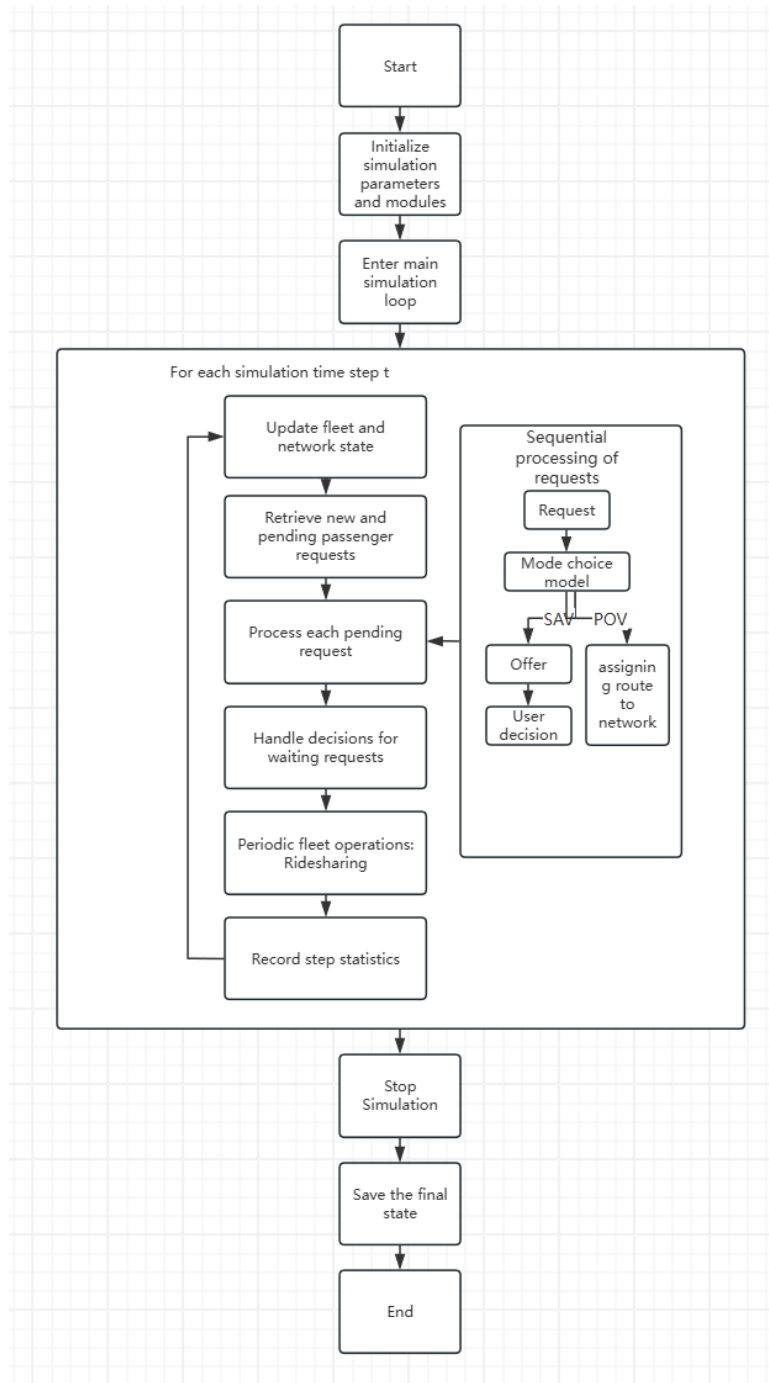 Start
Initialize
simulation
parameters
and modules
Enter main
simulation
loop
For each simulation time step t
Update fleet and
network state
Retrieve new and
pending passenger
requests
Process each pending
request
Handle decisions for
waiting requests
Periodic fleet operations:
Ridesharing
Record step statistics
Sequential
processing of
requests
Request
Mode choice
model
SAV
POV
Offer
User
decision
assignin
g route
to
network
Stop
Simulation
Save the final
state
End